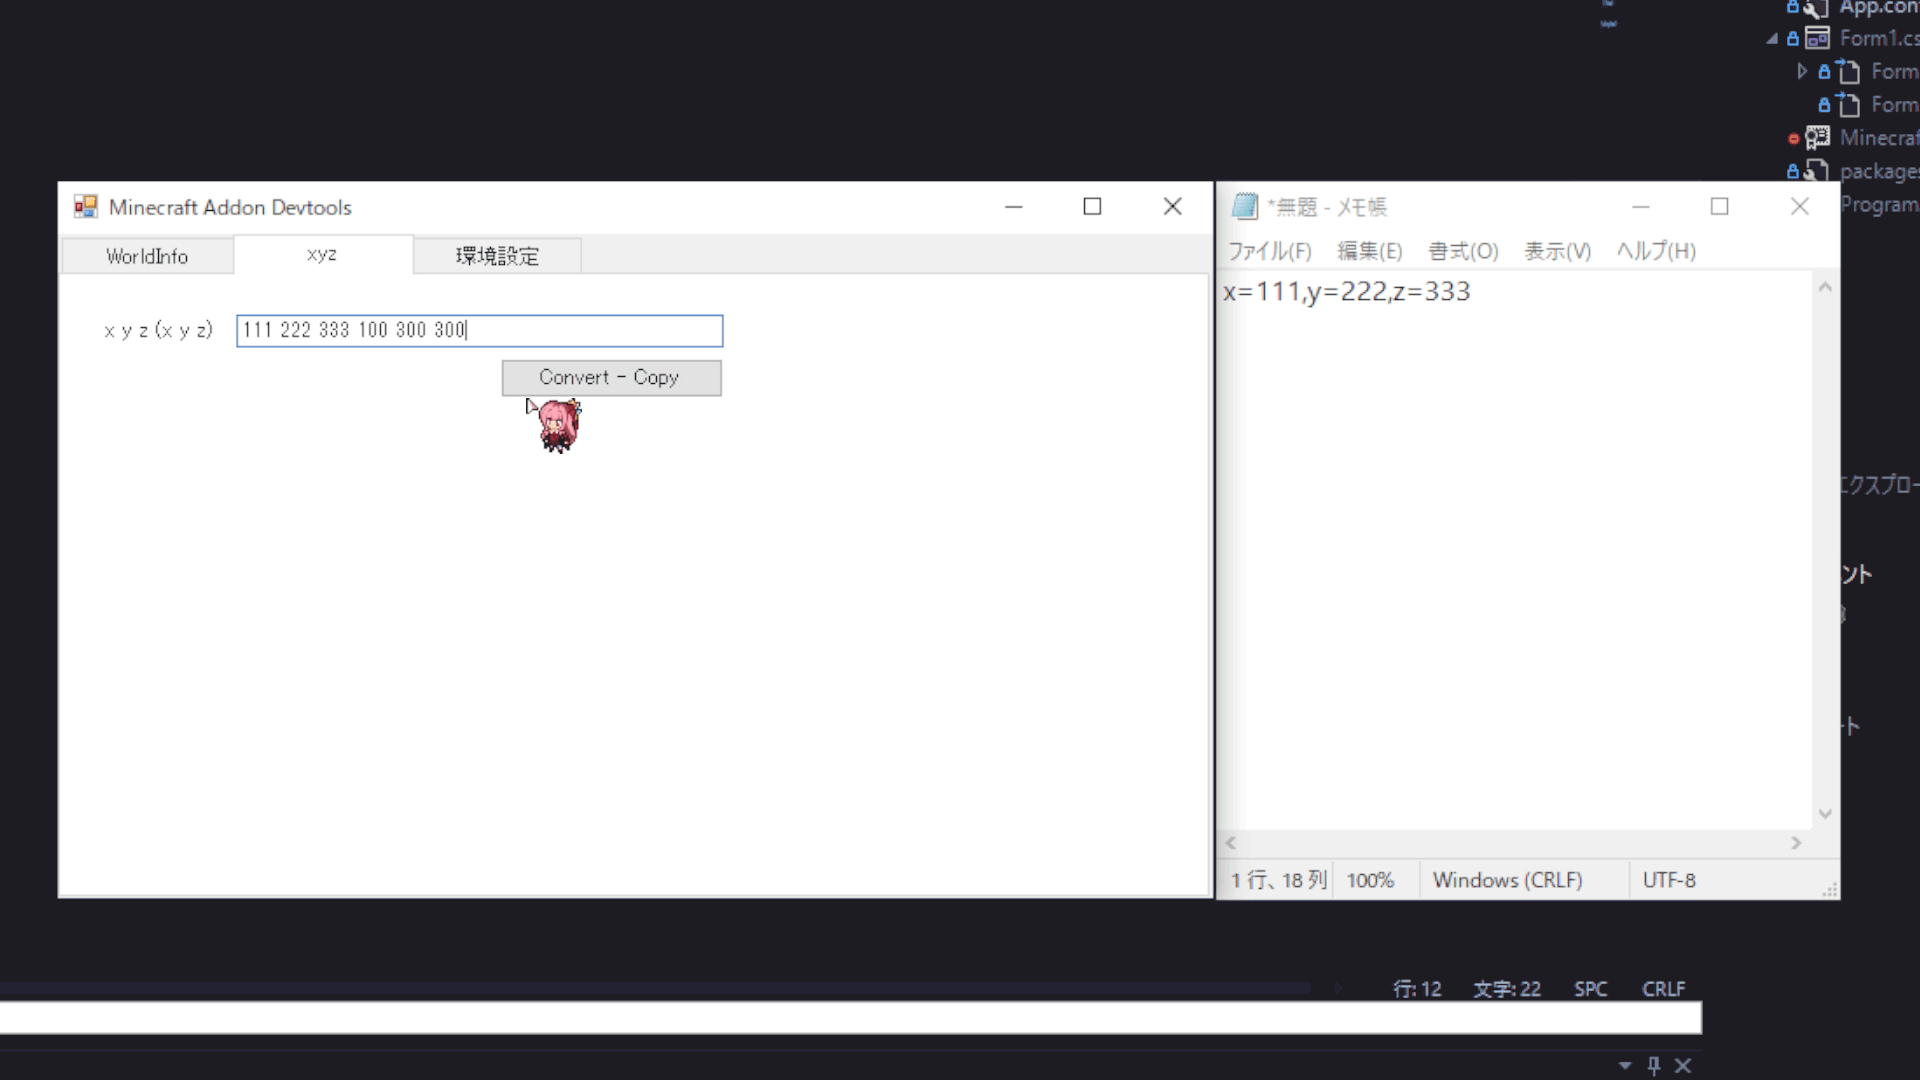 App.con
Form1.cs
Form
Form
Minecraf
packages
Program.
Minecraft Addon Devtools
WorldInfo
xyz
環境設定
x y z (x y z)
111 222 333 100 300 300
Convert - Copy
*無題 - メモ帳
ファイル(F) 編集(E) 書式(O) 表示(V) ヘルプ(H)
x=111,y=222,z=333
1 行、18 列
100%
Windows (CRLF)
UTF-8
エクスプロー
ント
ート
行: 12
文字: 22
SPC
CRLF